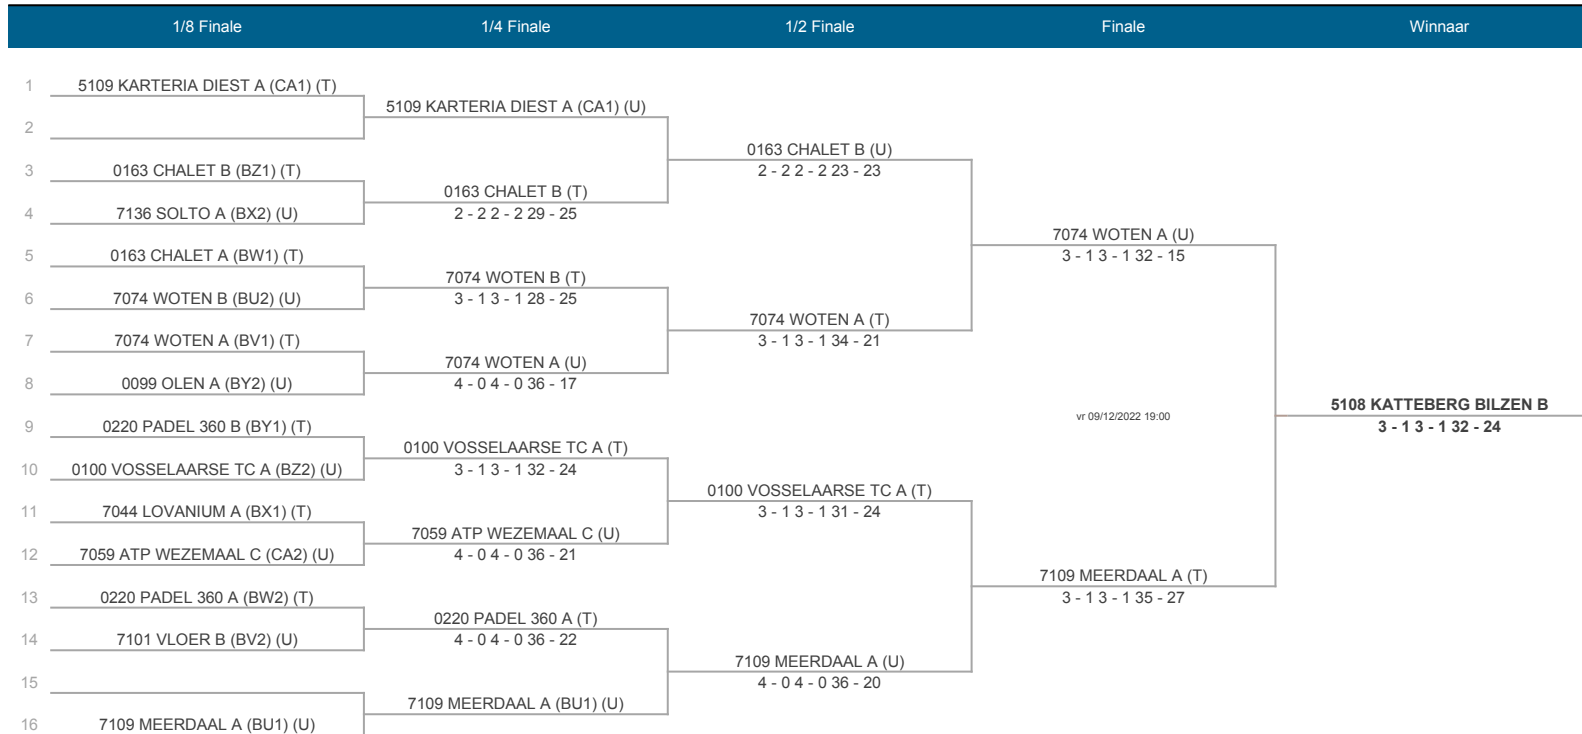 1/8 Finale 1/4 Finale 1/2 Finale Finale Winnaar
1 5109 KARTERIA DIEST A (CA1) (T)
5109 KARTERIA DIEST A (CA1) (U)
2
0163 CHALET B (U)
3 0163 CHALET B (BZ1) (T)
2 - 2 2 - 2 23 - 23
0163 CHALET B (T)
4 7136 SOLTO A (BX2) (U)
2 - 2 2 - 2 29 - 25
7074 WOTEN A (U)
5 0163 CHALET A (BW1) (T)
3 - 1 3 - 1 32 - 15
7074 WOTEN B (T)
6 7074 WOTEN B (BU2) (U)
3 - 1 3 - 1 28 - 25
7074 WOTEN A (T)
7 7074 WOTEN A (BV1) (T)
3 - 1 3 - 1 34 - 21
7074 WOTEN A (U)
8 0099 OLEN A (BY2) (U)
4 - 0 4 - 0 36 - 17
5108 KATTEBERG BILZEN B
vr 09/12/2022 19:00
9 0220 PADEL 360 B (BY1) (T)
3 - 1 3 - 1 32 - 24
0100 VOSSELAARSE TC A (T)
10 0100 VOSSELAARSE TC A (BZ2) (U)
3 - 1 3 - 1 32 - 24
0100 VOSSELAARSE TC A (T)
11 7044 LOVANIUM A (BX1) (T)
3 - 1 3 - 1 31 - 24
7059 ATP WEZEMAAL C (U)
12 7059 ATP WEZEMAAL C (CA2) (U)
4 - 0 4 - 0 36 - 21
7109 MEERDAAL A (T)
13 0220 PADEL 360 A (BW2) (T)
3 - 1 3 - 1 35 - 27
0220 PADEL 360 A (T)
14 7101 VLOER B (BV2) (U)
4 - 0 4 - 0 36 - 22
7109 MEERDAAL A (U)
15
4 - 0 4 - 0 36 - 20
7109 MEERDAAL A (BU1) (U)
16 7109 MEERDAAL A (BU1) (U)